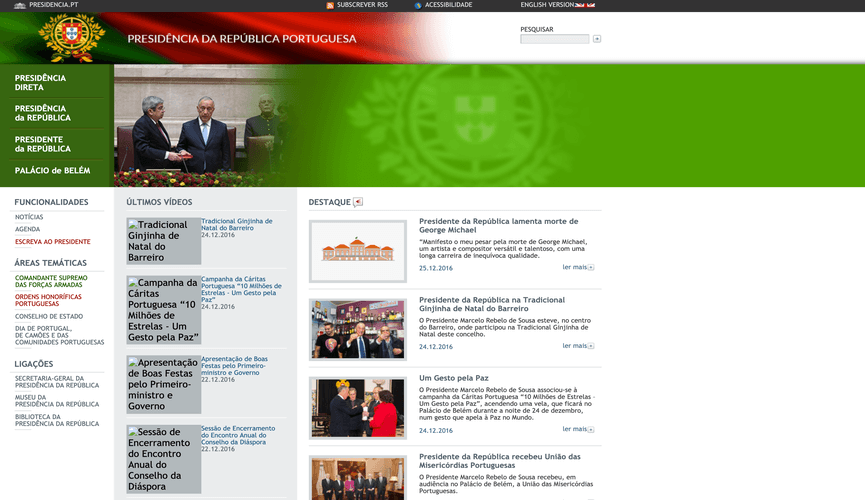 PRESIDENCIA.PT
SUBSCREVER RSS
ACESSIBILIDADE
ENGLISH VERSION
PRESIDÊNCIA DA REPÚBLICA PORTUGUESA
PESQUISAR
PRESIDÊNCIA
DIRETA
PRESIDÊNCIA
da REPÚBLICA
PRESIDENTE
da REPÚBLICA
PALÁCIO de BELÉM
FUNCIONALIDADES
NOTÍCIAS
AGENDA
ESCREVA AO PRESIDENTE
ÁREAS TEMÁTICAS
COMANDANTE SUPREMO
DAS FORÇAS ARMADAS
ORDENS HONORÍFICAS
PORTUGUESAS
CONSELHO DE ESTADO
DIA DE PORTUGAL,
DE CAMÕES E DAS
COMUNIDADES PORTUGUESAS
LIGAÇÕES
SECRETARIA-GERAL DA
PRESIDÊNCIA DA REPÚBLICA
MUSEU DA
PRESIDÊNCIA DA REPÚBLICA
BIBLIOTECA DA
PRESIDÊNCIA DA REPÚBLICA
ÚLTIMOS VÍDEOS
Tradicional
Ginjinha de
Natal do
Barreiro
Tradicional Ginjinha de
Natal do Barreiro
24.12.2016
Campanha da
Cáritas
Portuguesa “10
Milhões de
Estrelas - Um
Gesto pela Paz”
Campanha da Cáritas
Portuguesa “10 Milhões de
Estrelas - Um Gesto pela
Paz”
24.12.2016
Apresentação
de Boas Festas
pelo Primeiro-
ministro e
Governo
Apresentação de Boas
Festas pelo Primeiro-
ministro e Governo
22.12.2016
Sessão de
Encerramento
do Encontro
Anual do
Conselho da
Diáspora
Sessão de Encerramento
do Encontro Anual do
Conselho da Diáspora
22.12.2016
DESTAQUE
Presidente da República lamenta morte de
George Michael
“Manifesto o meu pesar pela morte de George Michael,
um artista e compositor versátil e talentoso, com uma
longa carreira de inequívoca qualidade.
25.12.2016
ler mais
Presidente da República na Tradicional
Ginjinha de Natal do Barreiro
O Presidente Marcelo Rebelo de Sousa esteve, no centro
do Barreiro, onde participou na Tradicional Ginjinha de
Natal deste concelho.
24.12.2016
ler mais
Um Gesto pela Paz
O Presidente Marcelo Rebelo de Sousa associou-se à
campanha da Cáritas Portuguesa “10 Milhões de Estrelas -
Um Gesto pela Paz”, acendendo uma vela, que ficará no
Palácio de Belém durante a noite de 24 de dezembro,
num gesto que apela à Paz no Mundo.
24.12.2016
ler mais
Presidente da República recebeu União das
Misericórdias Portuguesas
O Presidente Marcelo Rebelo de Sousa recebeu, em
audiência no Palácio de Belém, a União das Misericórdias
Portuguesas.